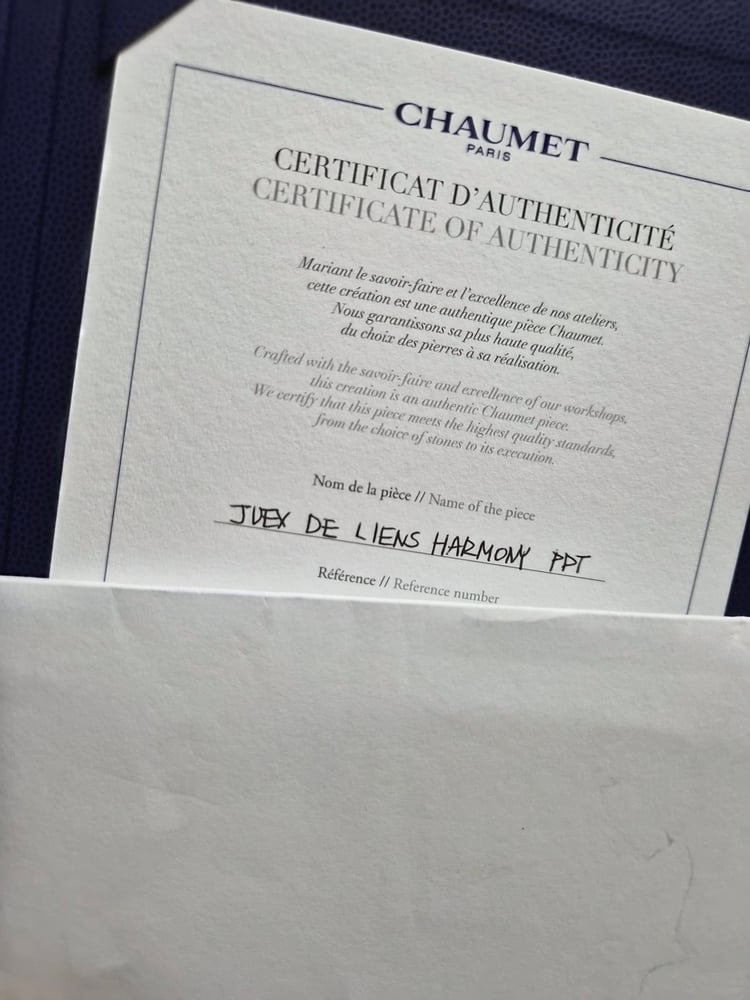 CHAUMET
PARIS
CERTIFICAT D'AUTHENTICITÉ
CERTIFICATE OF AUTHENTICITY
Mariant le savoir-faire et l'excellence de nos ateliers,
cette création est une authentique pièce Chaumet.
Nous garantissons sa plus haute qualité,
du choix des pierres à sa réalisation.
Crafted with the savoir-faire and excellence of our workshops,
this creation is an authentic Chaumet piece.
We certify that this piece meets the highest quality standards,
from the choice of stones to its execution.
Nom de la pièce // Name of the piece
JUEX DE LIENS HARMONY PPT
Référence // Reference number